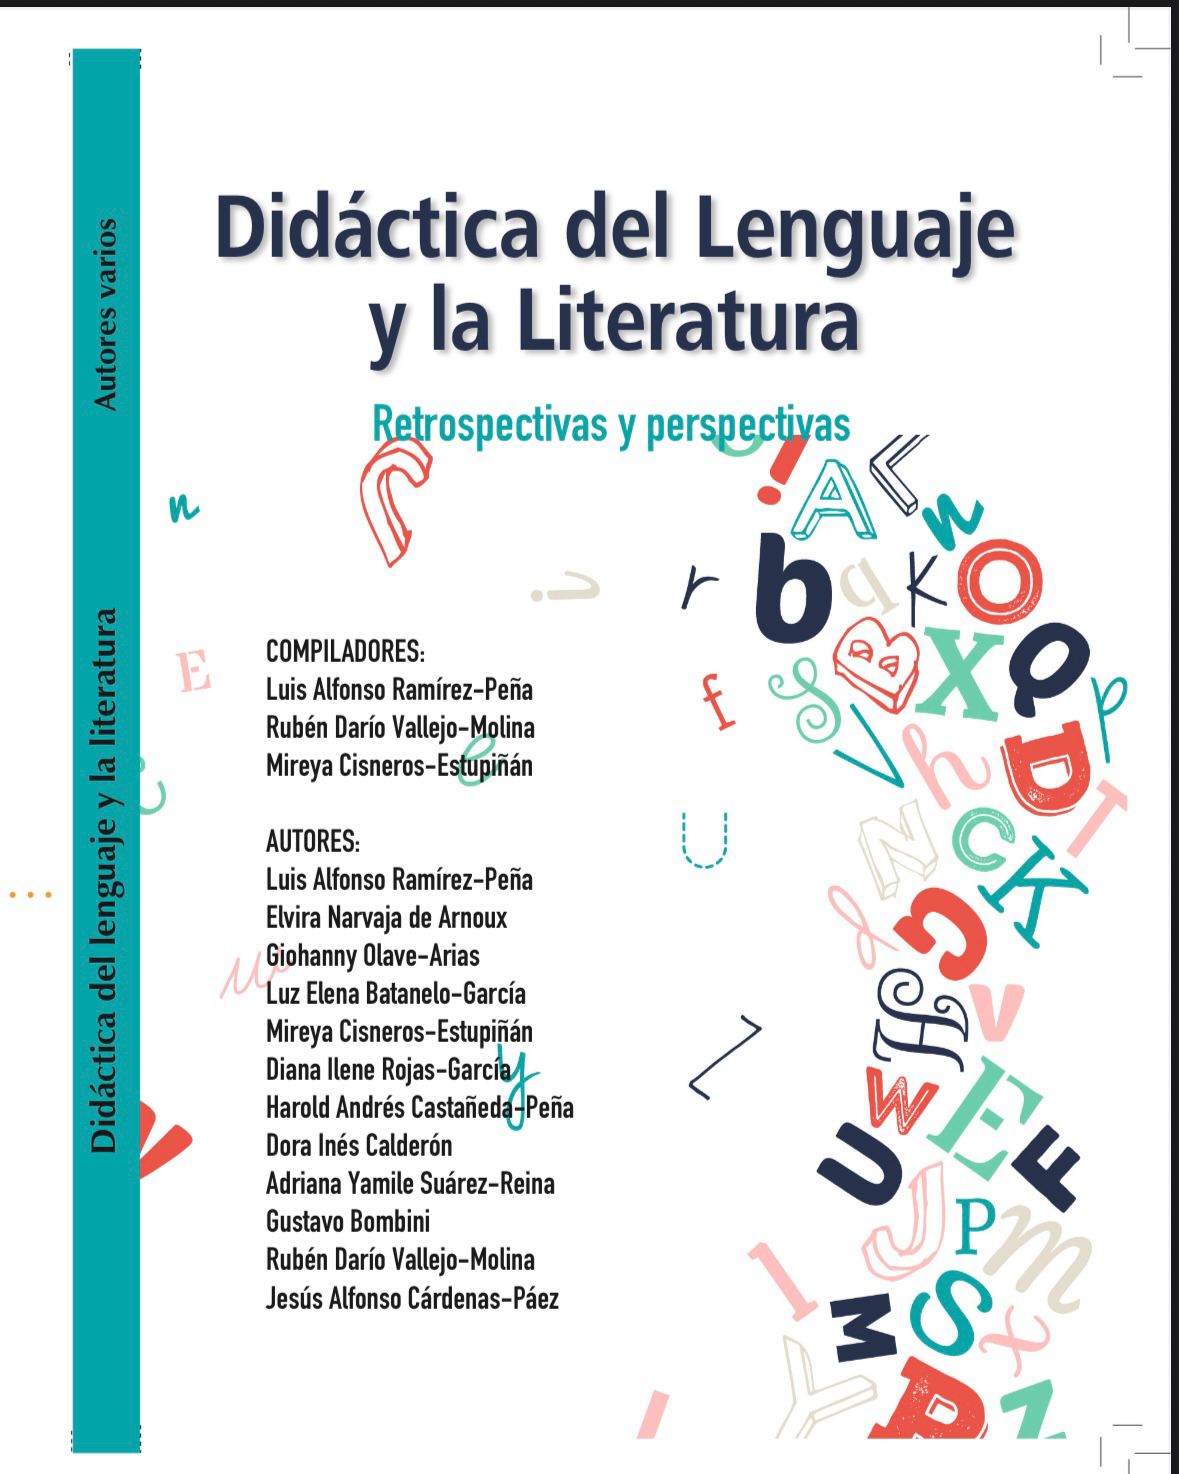 Autores varios
Didáctica del lenguaje y la literatura
Didáctica del Lenguaje
y la Literatura
Retrospectivas y perspectivas
COMPILADORES:
Luis Alfonso Ramírez-Peña
Rubén Darío Vallejo-Molina
Mireya Cisneros-Estupiñán
AUTORES:
Luis Alfonso Ramírez-Peña
Elvira Narvaja de Arnoux
Giohanny Olave-Arias
Luz Elena Batanelo-García
Mireya Cisneros-Estupiñán
Diana Ilene Rojas-García
Harold Andrés Castañeda-Peña
Dora Inés Calderón
Adriana Yamile Suárez-Reina
Gustavo Bombini
Rubén Darío Vallejo-Molina
Jesús Alfonso Cárdenas-Páez